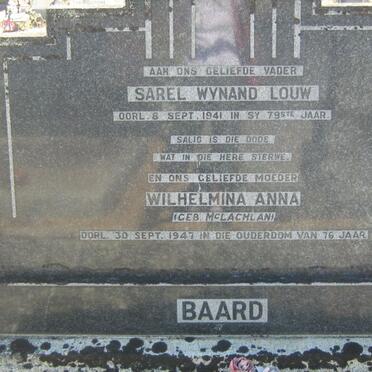 AAN ONS GELIEFDE VADER
SAREL WYNAND LOUW
OORL. 8 SEPT. 1941 IN SY 79STE JAAR.
SALIG IS DIE DODE
WAT IN DIE HERE STERWE.
EN ONS GELIEFDE MOEDER
WILHELMINA ANNA
(GEB. McLACHLAN)
OORL. 30 SEPT. 1947 IN DIE OUDERDOM VAN 76 JAAR.
BAARD